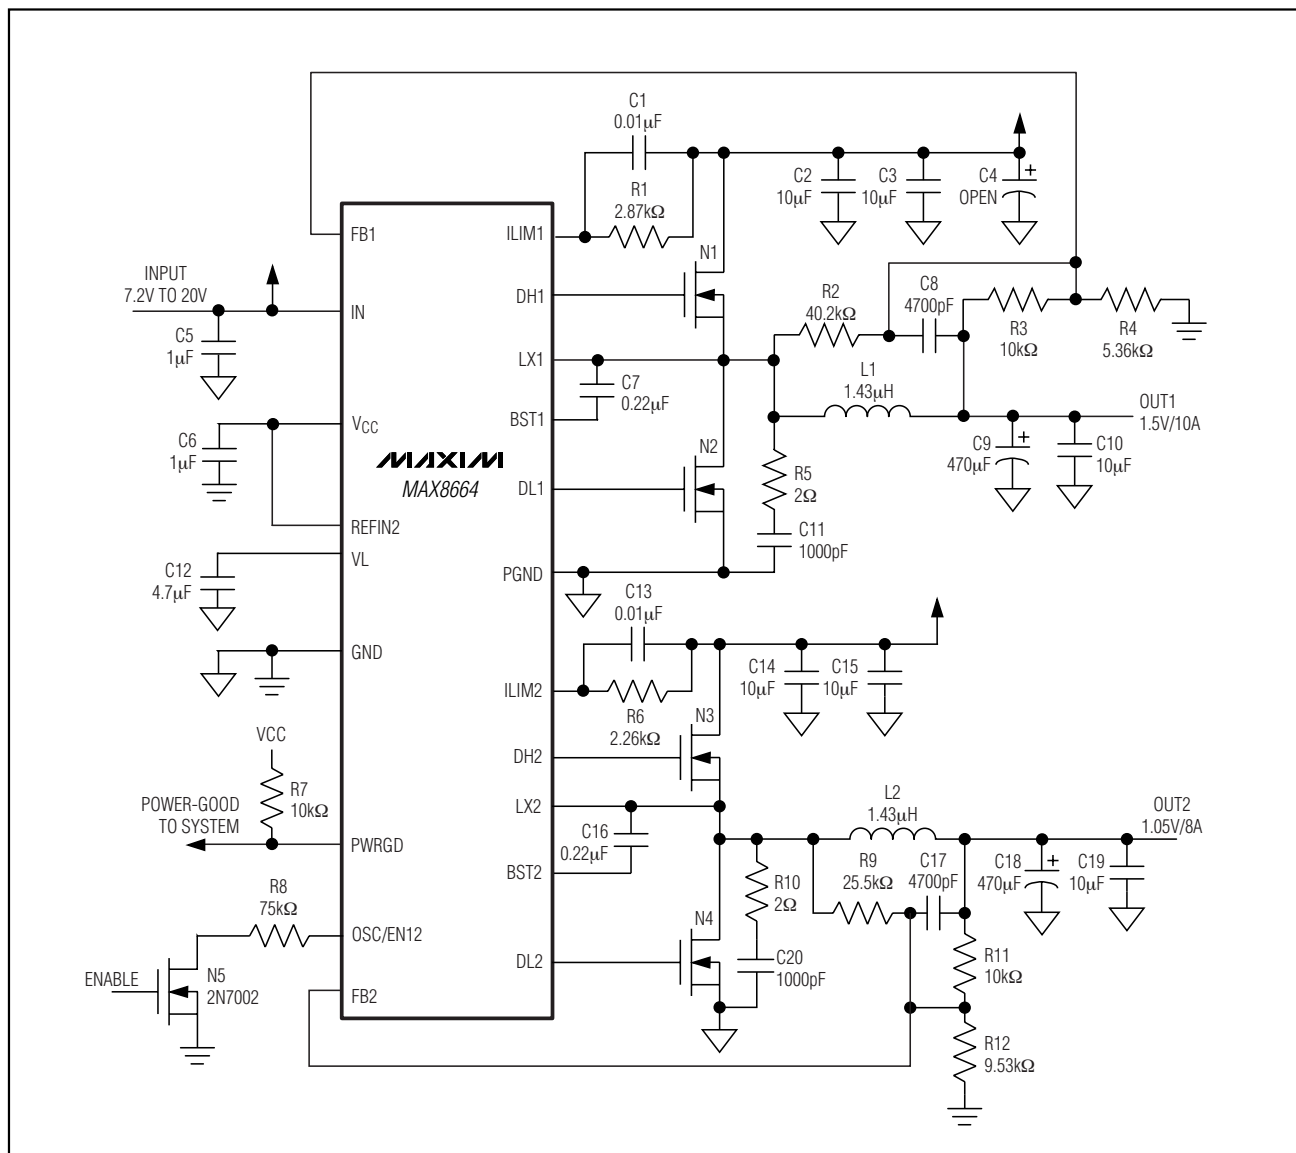 C1
0.01µF
R1
2.87kΩ
C2
10µF
C3
10µF
C4
OPEN
+
FB1
ILIM1
N1
INPUT
7.2V TO 20V
IN
DH1
C5
1µF
R2
40.2kΩ
C8
4700pF
R3
10kΩ
R4
5.36kΩ
LX1
C7
0.22µF
BST1
L1
1.43µH
OUT1
1.5V/10A
C6
1µF
VCC
MAXIM
MAX8664
N2
DL1
R5
2Ω
C9
470µF
+
C10
10µF
REFIN2
VL
C11
1000pF
C12
4.7µF
PGND
C13
0.01µF
GND
ILIM2
R6
2.26kΩ
C14
10µF
C15
10µF
N3
VCC
R7
10kΩ
DH2
POWER-GOOD
TO SYSTEM
PWRGD
LX2
C16
0.22µF
BST2
L2
1.43µH
OUT2
1.05V/8A
R9
25.5kΩ
C17
4700pF
C18
470µF
+
C19
10µF
R10
2Ω
R8
75kΩ
OSC/EN12
N4
DL2
C20
1000pF
R11
10kΩ
ENABLE
N5
2N7002
FB2
R12
9.53kΩ